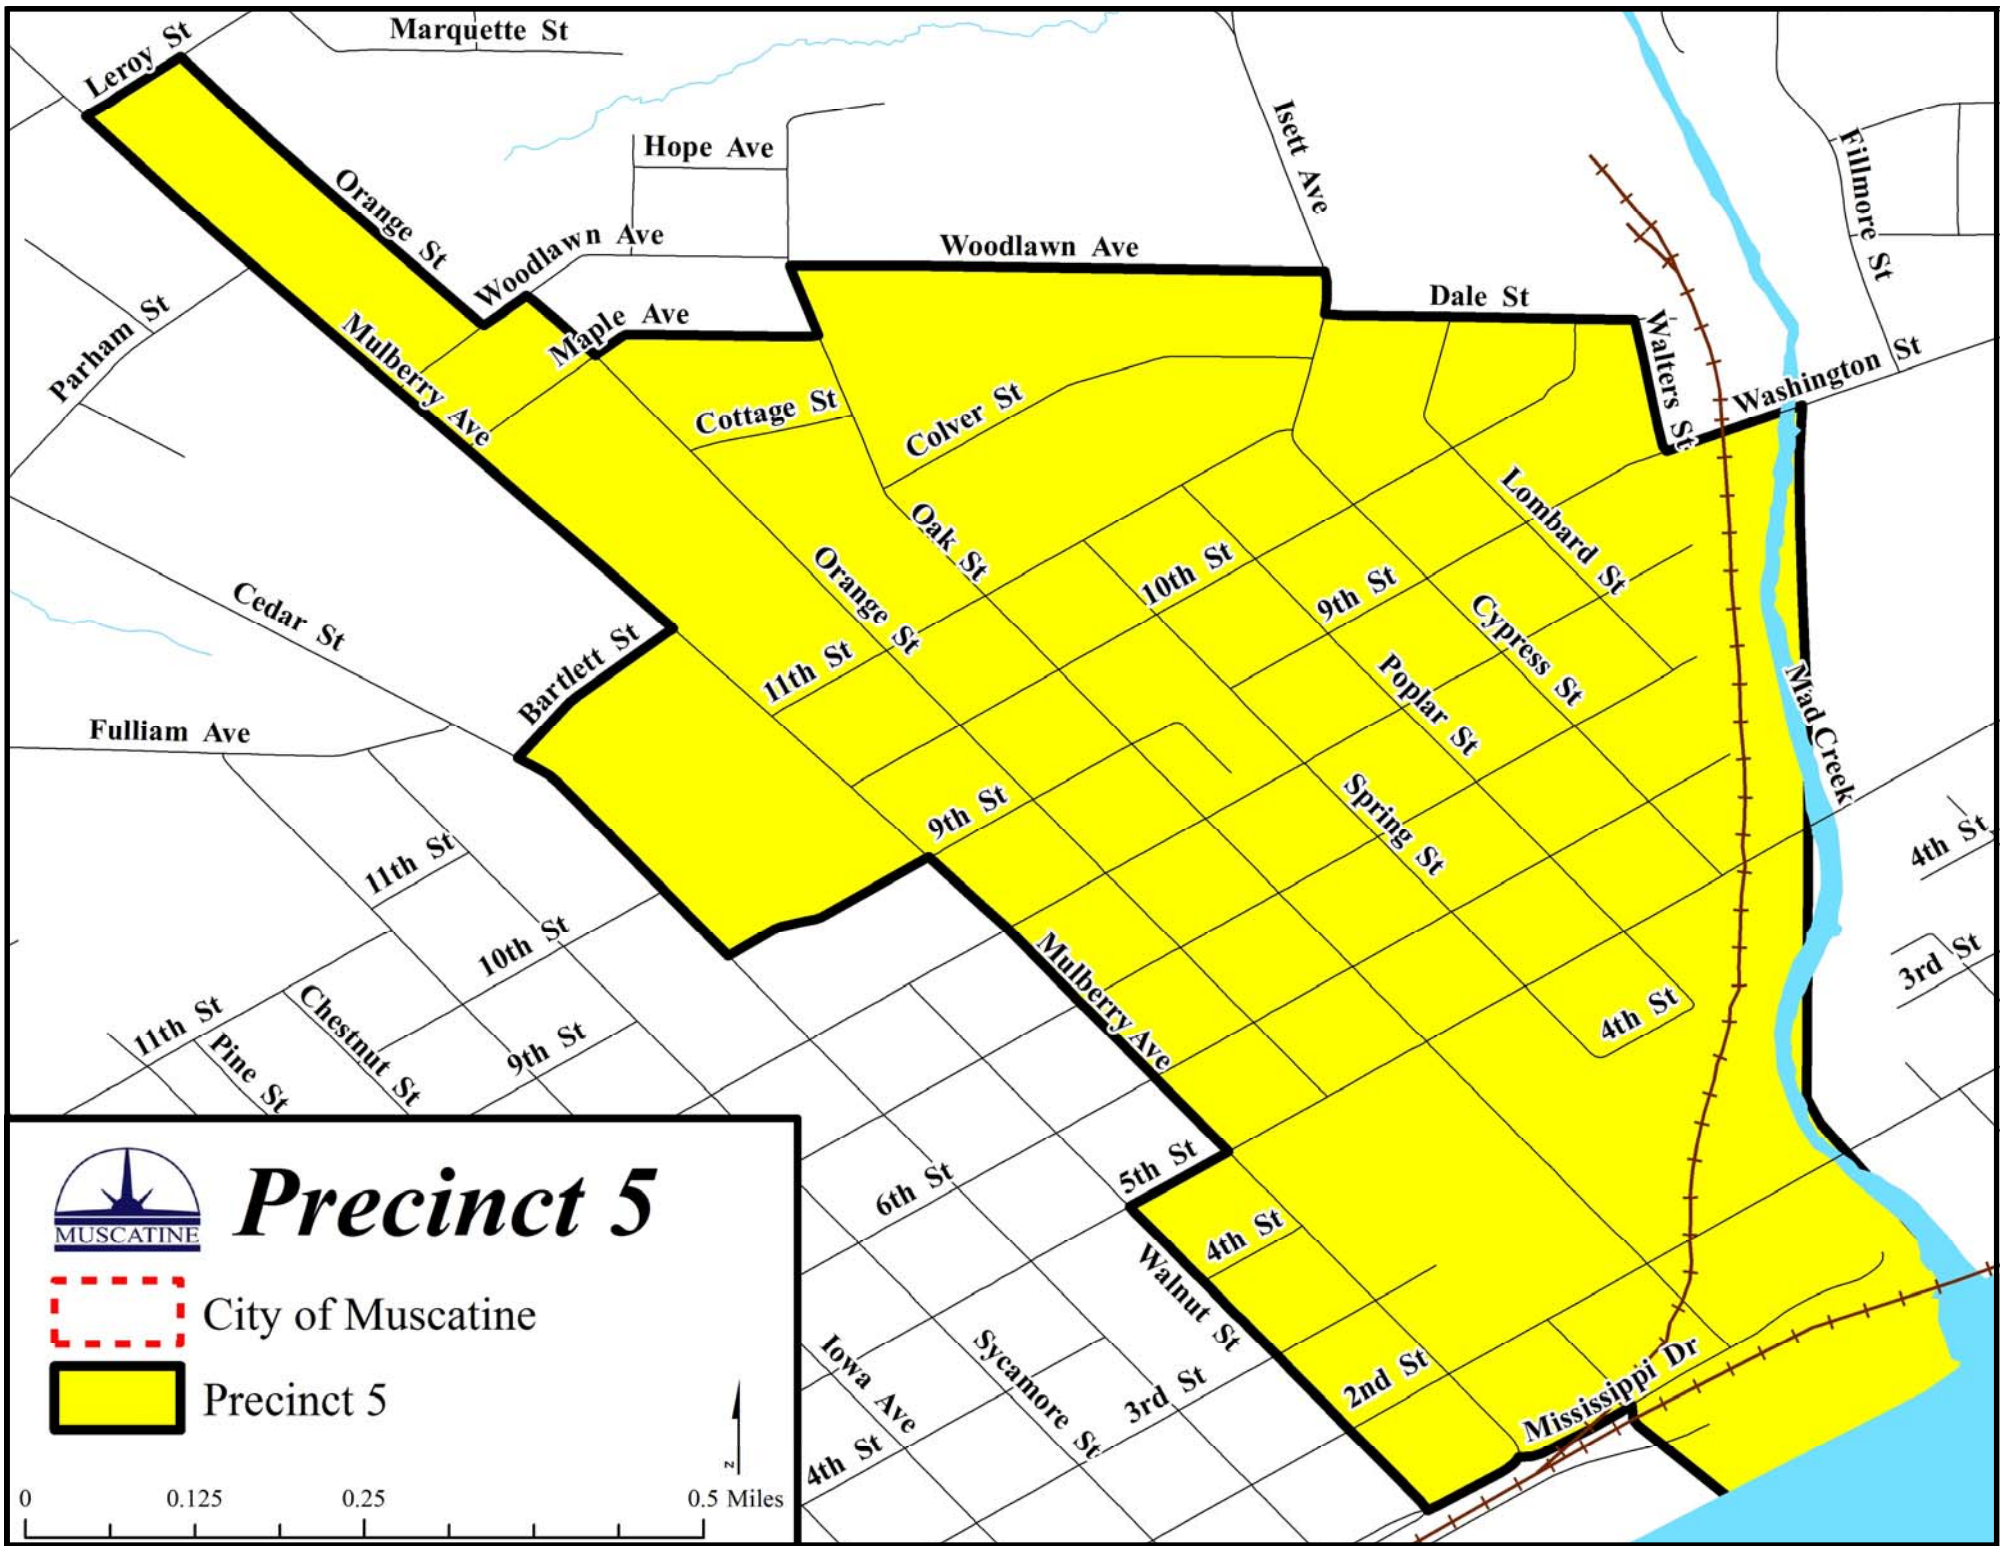 Marquette St
Leroy St
Hope Ave
Isett Ave
Fillmore St
Orange St
Woodlawn Ave
Woodlawn Ave
Dale St
Maple Ave
Walters St
Washington St
Parham St
Mulberry Ave
Cottage St
Colver St
Lombard St
Oak St
Orange St
10th St
9th St
Cypress St
Cedar St
Bartlett St
11th St
Poplar St
Mad Creek
Fulliam Ave
9th St
Spring St
4th St
11th St
10th St
Mulberry Ave
3rd St
4th St
11th St
Chestnut St
9th St
Pine St
5th St
6th St
4th St
Walnut St
Iowa Ave
Sycamore St
3rd St
2nd St
Mississippi Dr
4th St
MUSCATINE
Precinct 5
City of Muscatine
Precinct 5
z
0 0.125 0.25 0.5 Miles